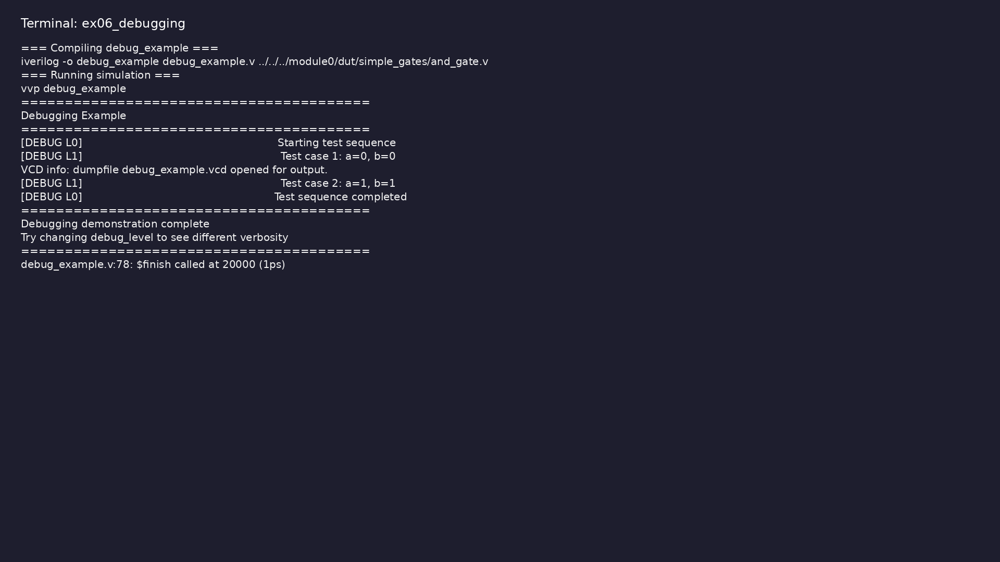 Terminal: ex06_debugging
=== Compiling debug_example ===
iverilog -o debug_example debug_example.v ../../../module0/dut/simple_gates/and_gate.v
=== Running simulation ===
vvp debug_example
========================================
Debugging Example
========================================
[DEBUG L0] Starting test sequence
[DEBUG L1] Test case 1: a=0, b=0
VCD info: dumpfile debug_example.vcd opened for output.
[DEBUG L1] Test case 2: a=1, b=1
[DEBUG L0] Test sequence completed
========================================
Debugging demonstration complete
Try changing debug_level to see different verbosity
========================================
debug_example.v:78: $finish called at 20000 (1ps)